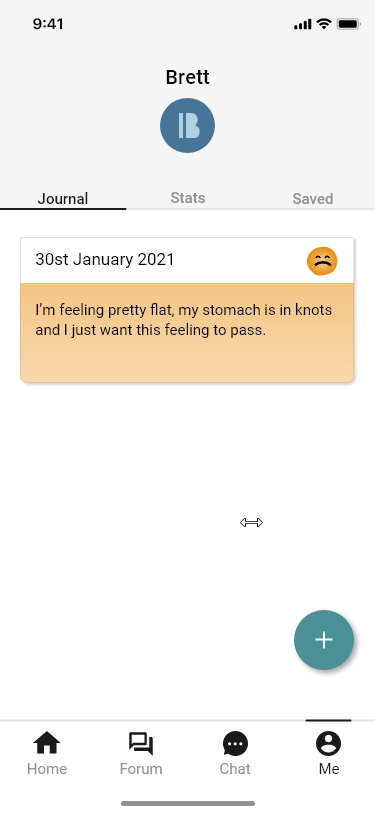 9:41
Brett
B
Journal
Stats
Saved
30st January 2021
I’m feeling pretty flat, my stomach is in knots
and I just want this feeling to pass.
Home
Forum
Chat
Me